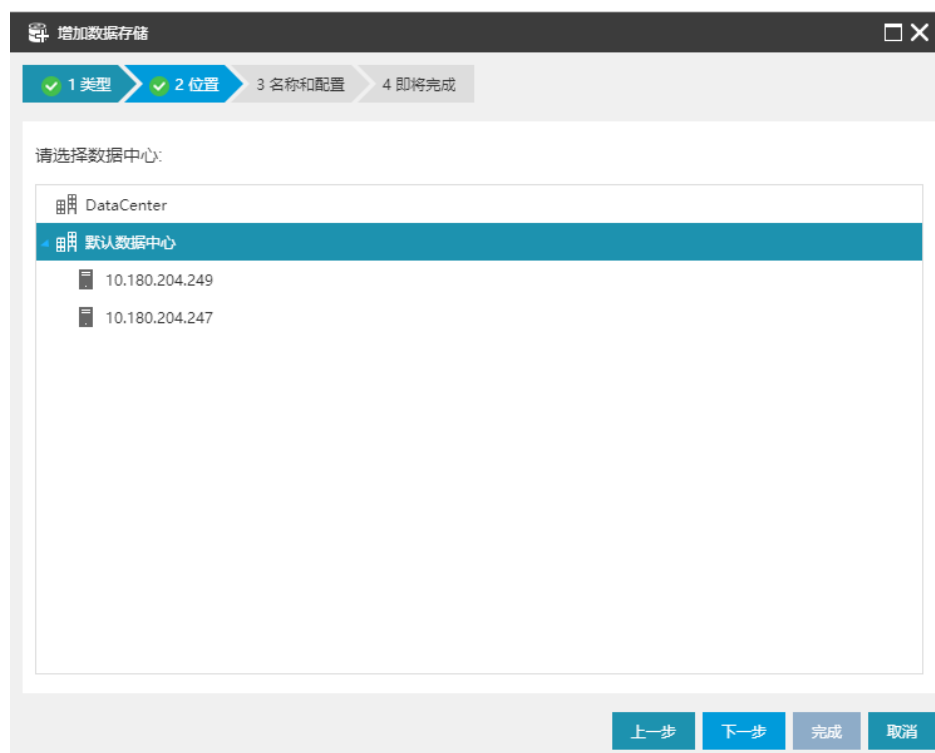 增加数据存储
1 类型 2 位置 3 名称和配置 4 即将完成
请选择数据中心:
DataCenter
默认数据中心
10.180.204.249
10.180.204.247
上一步 下一步 完成 取消